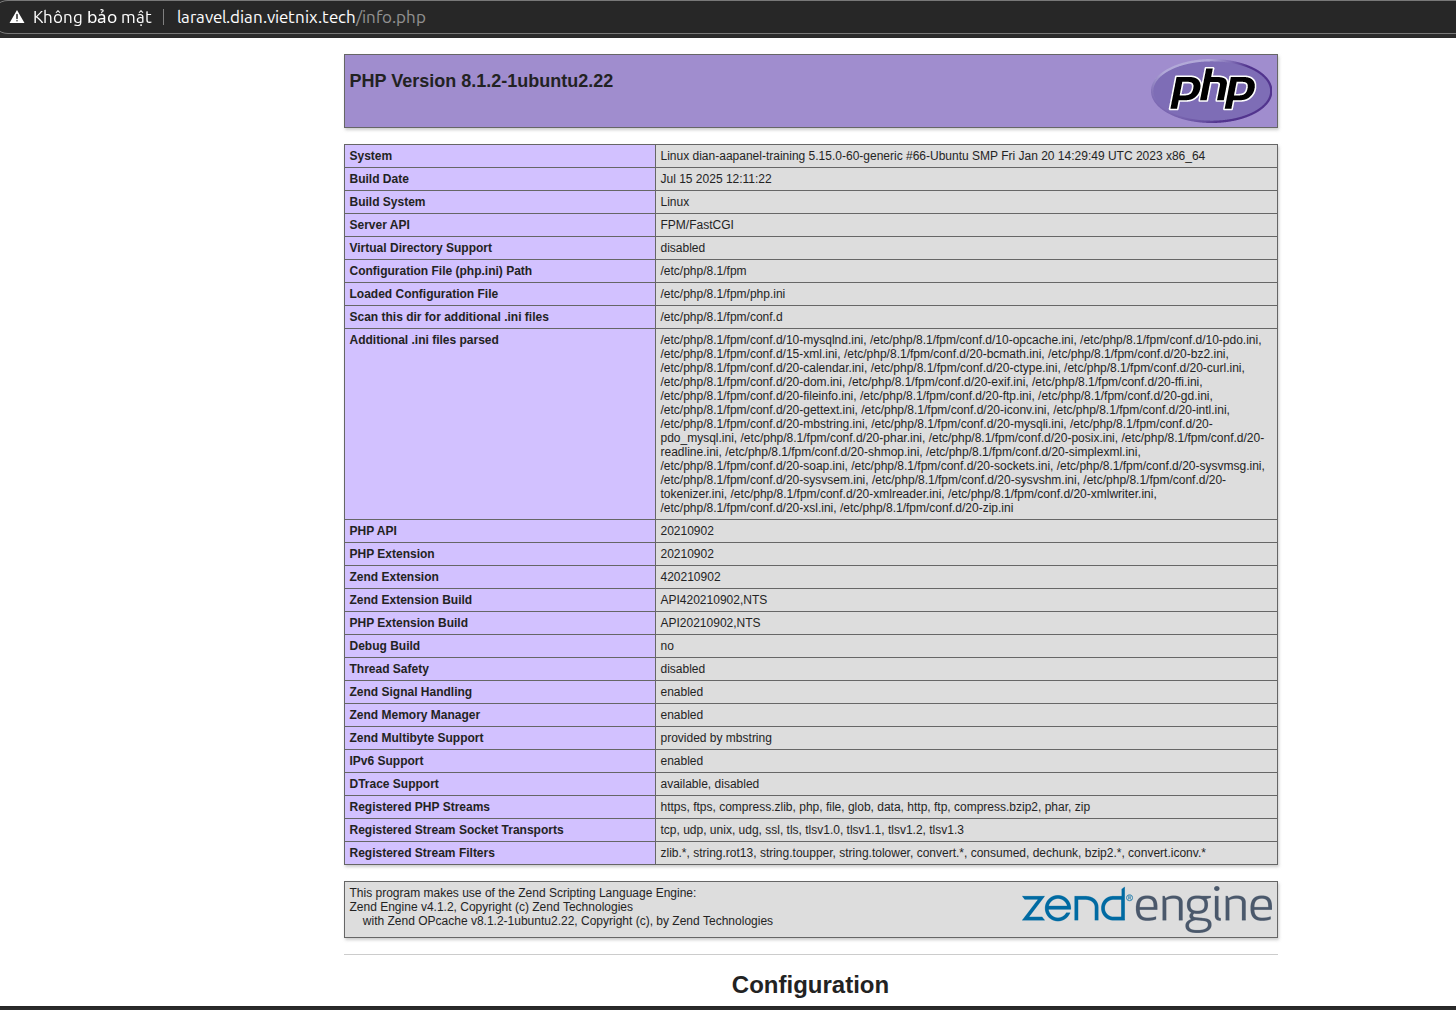 Không bảo mật
laravel.dian.vietnix.tech/info.php
PHP Version 8.1.2-1ubuntu2.22
php
System Linux dian-aapanel-training 5.15.0-60-generic #66-Ubuntu SMP Fri Jan 20 14:29:49 UTC 2023 x86_64
Build Date Jul 15 2025 12:11:22
Build System Linux
Server API FPM/FastCGI
Virtual Directory Support disabled
Configuration File (php.ini) Path /etc/php/8.1/fpm
Loaded Configuration File /etc/php/8.1/fpm/php.ini
Scan this dir for additional .ini files /etc/php/8.1/fpm/conf.d
Additional .ini files parsed /etc/php/8.1/fpm/conf.d/10-mysqlnd.ini, /etc/php/8.1/fpm/conf.d/10-opcache.ini, /etc/php/8.1/fpm/conf.d/10-pdo.ini,
/etc/php/8.1/fpm/conf.d/15-xml.ini, /etc/php/8.1/fpm/conf.d/20-bcmath.ini, /etc/php/8.1/fpm/conf.d/20-bz2.ini,
/etc/php/8.1/fpm/conf.d/20-calendar.ini, /etc/php/8.1/fpm/conf.d/20-ctype.ini, /etc/php/8.1/fpm/conf.d/20-curl.ini,
/etc/php/8.1/fpm/conf.d/20-dom.ini, /etc/php/8.1/fpm/conf.d/20-exif.ini, /etc/php/8.1/fpm/conf.d/20-ffi.ini,
/etc/php/8.1/fpm/conf.d/20-fileinfo.ini, /etc/php/8.1/fpm/conf.d/20-ftp.ini, /etc/php/8.1/fpm/conf.d/20-gd.ini,
/etc/php/8.1/fpm/conf.d/20-gettext.ini, /etc/php/8.1/fpm/conf.d/20-iconv.ini, /etc/php/8.1/fpm/conf.d/20-intl.ini,
/etc/php/8.1/fpm/conf.d/20-mbstring.ini, /etc/php/8.1/fpm/conf.d/20-mysqli.ini, /etc/php/8.1/fpm/conf.d/20-
pdo_mysql.ini, /etc/php/8.1/fpm/conf.d/20-phar.ini, /etc/php/8.1/fpm/conf.d/20-posix.ini, /etc/php/8.1/fpm/conf.d/20-
readline.ini, /etc/php/8.1/fpm/conf.d/20-shmop.ini, /etc/php/8.1/fpm/conf.d/20-simplexml.ini,
/etc/php/8.1/fpm/conf.d/20-soap.ini, /etc/php/8.1/fpm/conf.d/20-sockets.ini, /etc/php/8.1/fpm/conf.d/20-sysvmsg.ini,
/etc/php/8.1/fpm/conf.d/20-sysvsem.ini, /etc/php/8.1/fpm/conf.d/20-sysvshm.ini, /etc/php/8.1/fpm/conf.d/20-
tokenizer.ini, /etc/php/8.1/fpm/conf.d/20-xmlreader.ini, /etc/php/8.1/fpm/conf.d/20-xmlwriter.ini,
/etc/php/8.1/fpm/conf.d/20-xsl.ini, /etc/php/8.1/fpm/conf.d/20-zip.ini
PHP API 20210902
PHP Extension 20210902
Zend Extension 420210902
Zend Extension Build API420210902,NTS
PHP Extension Build API20210902,NTS
Debug Build no
Thread Safety disabled
Zend Signal Handling enabled
Zend Memory Manager enabled
Zend Multibyte Support provided by mbstring
IPv6 Support enabled
DTrace Support available, disabled
Registered PHP Streams https, ftps, compress.zlib, php, file, glob, data, http, ftp, compress.bzip2, phar, zip
Registered Stream Socket Transports tcp, udp, unix, udg, ssl, tls, tlsv1.0, tlsv1.1, tlsv1.2, tlsv1.3
Registered Stream Filters zlib.*, string.rot13, string.toupper, string.tolower, convert.*, consumed, dechunk, bzip2.*, convert.iconv.*
This program makes use of the Zend Scripting Language Engine:
Zend Engine v4.1.2, Copyright (c) Zend Technologies
with Zend OPcache v8.1.2-1ubuntu2.22, Copyright (c), by Zend Technologies
zend®engine
Configuration